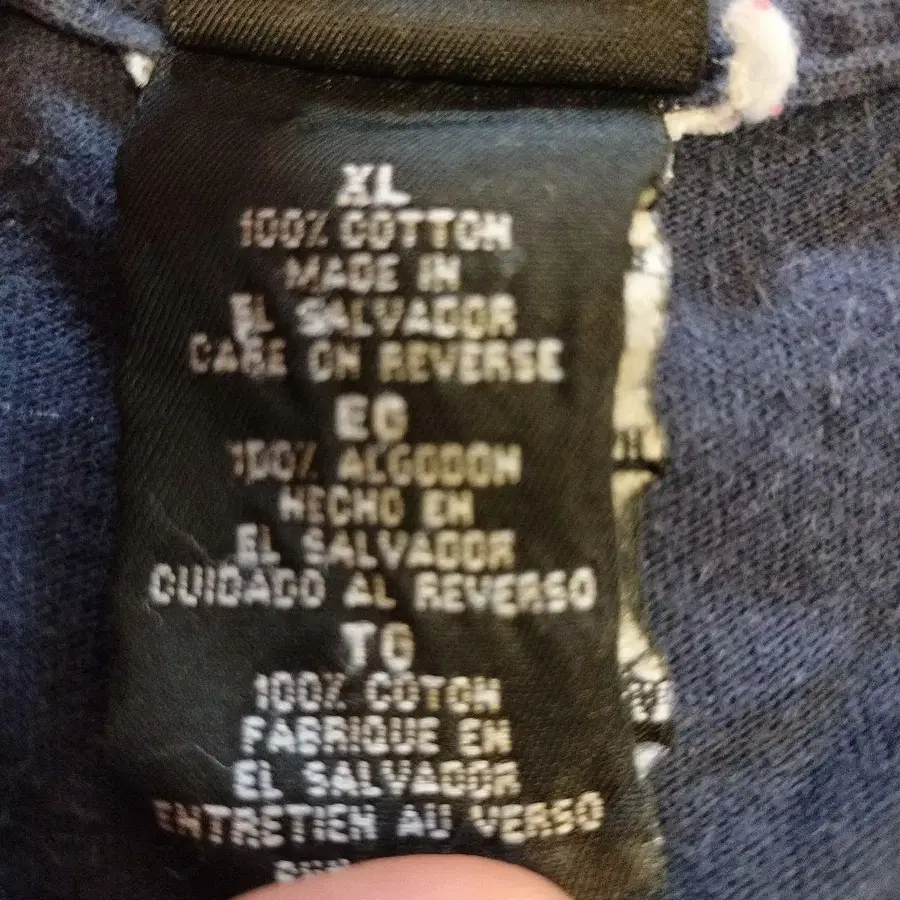 XL
100% COTTON
MADE IN
EL SALVADOR
CARE ON REVERSE
EG
100% ALGODON
HECHO EN
EL SALVADOR
CUIDADO AL REVERSO
TG
100% COTON
FABRIQUE EN
EL SALVADOR
ENTRETIEN AU VERSO